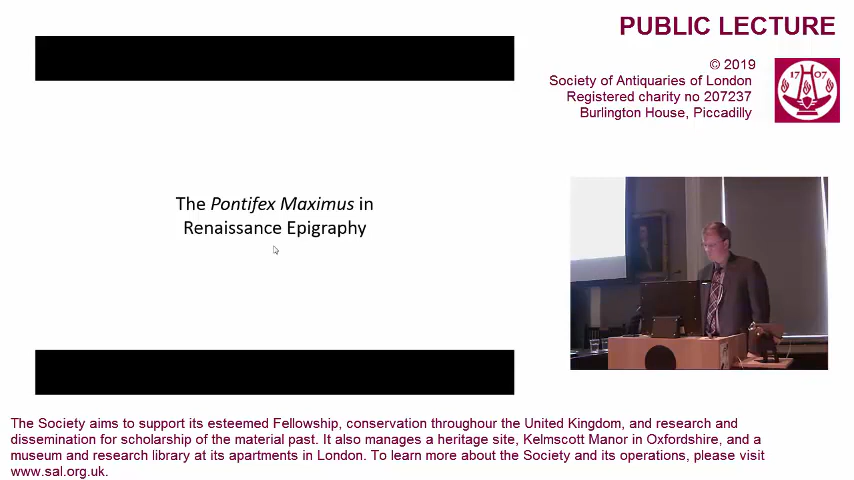 PUBLIC LECTURE
© 2019
Society of Antiquaries of London
Registered charity no 207237
Burlington House, Piccadilly
17 07
The Pontifex Maximus in
Renaissance Epigraphy
The Society aims to support its esteemed Fellowship, conservation throughour the United Kingdom, and research and
dissemination for scholarship of the material past. It also manages a heritage site, Kelmscott Manor in Oxfordshire, and a
museum and research library at its apartments in London. To learn more about the Society and its operations, please visit
www.sal.org.uk.